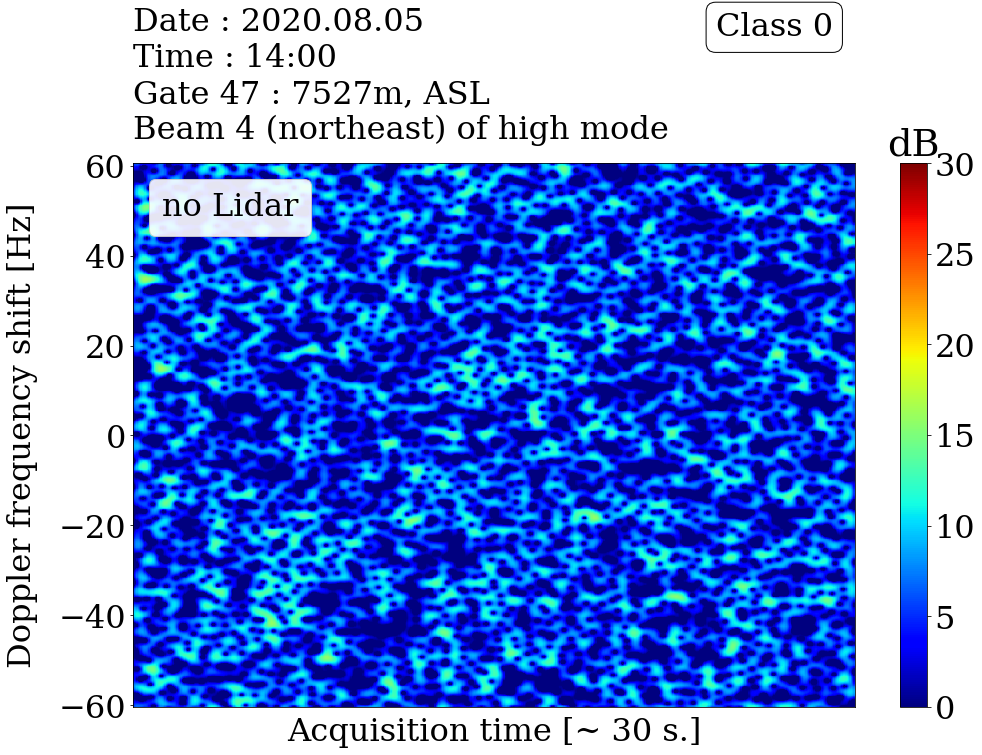 Date : 2020.08.05
Time : 14:00
Gate 47 : 7527m, ASL
Beam 4 (northeast) of high mode
Class 0
dB
no Lidar
Doppler frequency shift [Hz]
60
40
20
0
−20
−40
−60
Acquisition time [~ 30 s.]
30
25
20
15
10
5
0